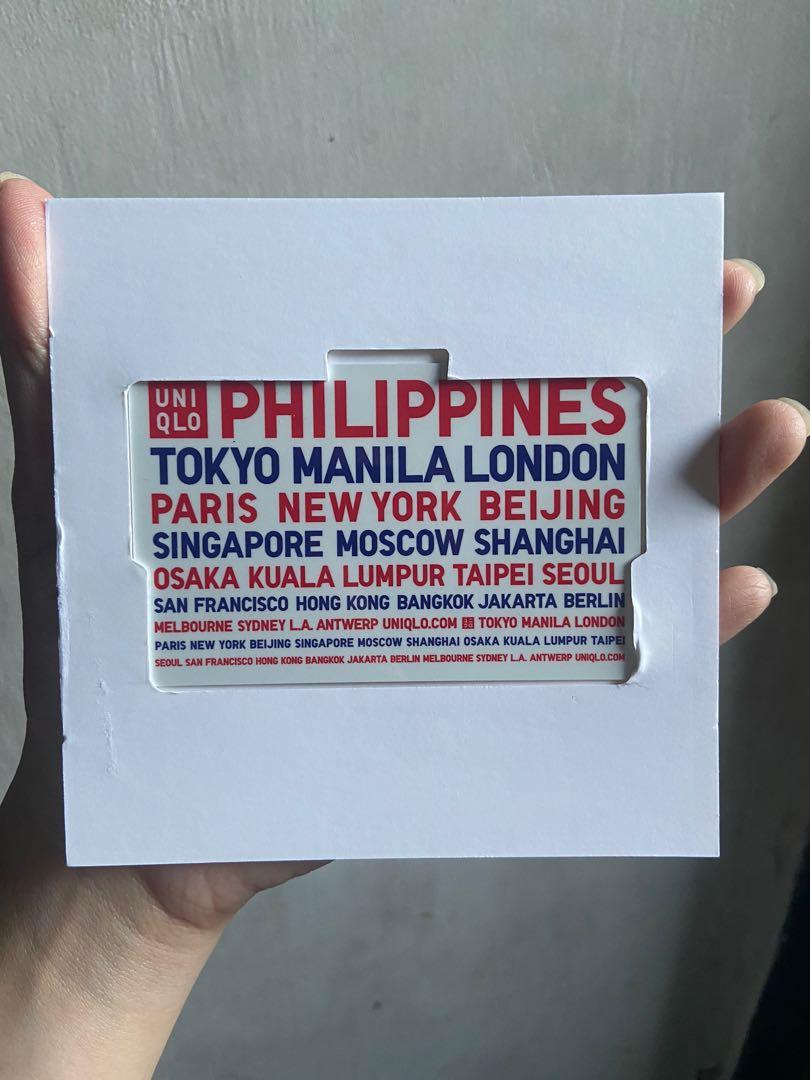 UNI QLO PHILIPPINES
TOKYO MANILA LONDON
PARIS NEW YORK BEIJING
SINGAPORE MOSCOW SHANGHAI
OSAKA KUALA LUMPUR TAIPEI SEOUL
SAN FRANCISCO HONG KONG BANGKOK JAKARTA BERLIN
MELBOURNE SYDNEY L.A. ANTWERP UNIQLO.COM UNI QLO TOKYO MANILA LONDON
PARIS NEW YORK BEIJING SINGAPORE MOSCOW SHANGHAI OSAKA KUALA LUMPUR TAIPEI
SEOUL SAN FRANCISCO HONG KONG BANGKOK JAKARTA BERLIN MELBOURNE SYDNEY L.A. ANTWERP UNIQLO.COM